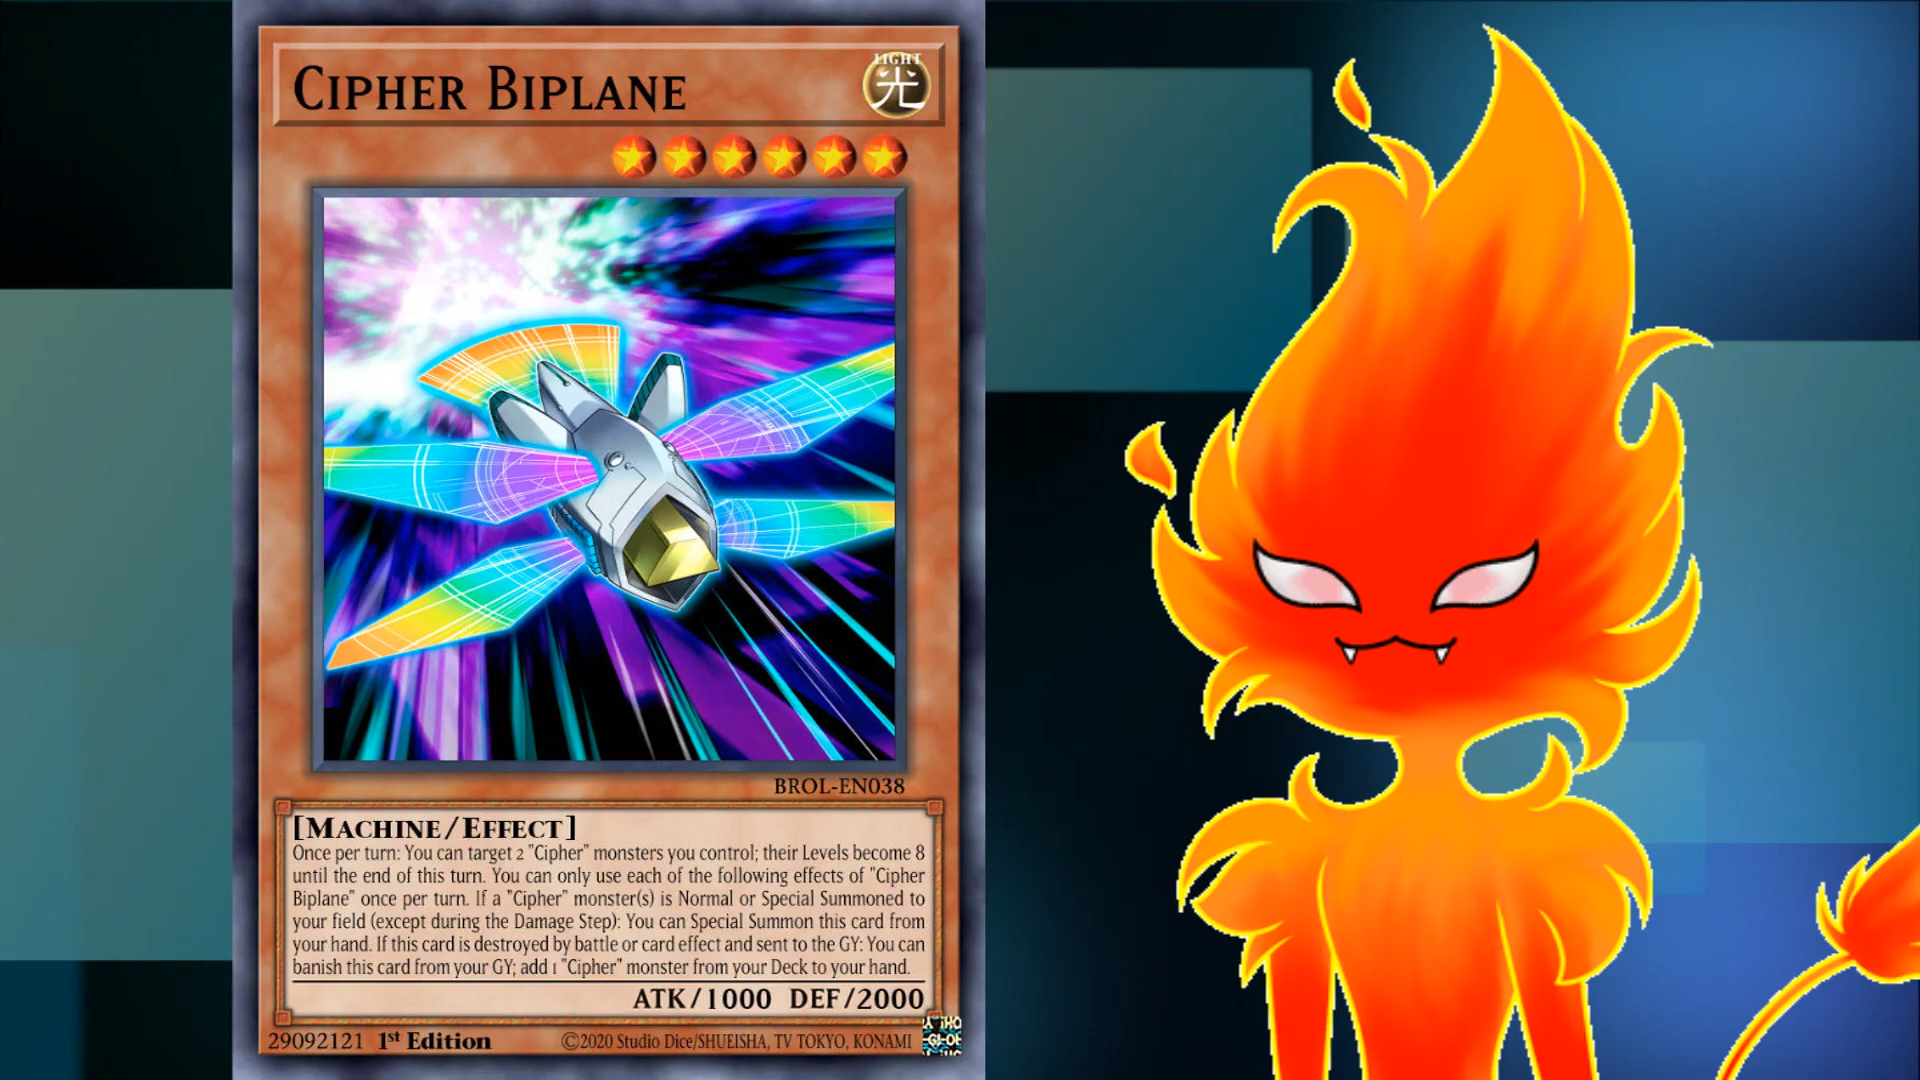 Cipher Biplane
LIGHT
光
BROL-EN038
[Machine/Effect]
Once per turn: You can target 2 "Cipher" monsters you control; their Levels become 8
until the end of this turn. You can only use each of the following effects of "Cipher
Biplane" once per turn. If a "Cipher" monster(s) is Normal or Special Summoned to
your field (except during the Damage Step): You can Special Summon this card from
your hand. If this card is destroyed by battle or card effect and sent to the GY: You can
banish this card from your GY; add 1 "Cipher" monster from your Deck to your hand.
ATK/1000 DEF/2000
29092121 1st Edition ©2020 Studio Dice/SHUEISHA, TV TOKYO, KONAMI